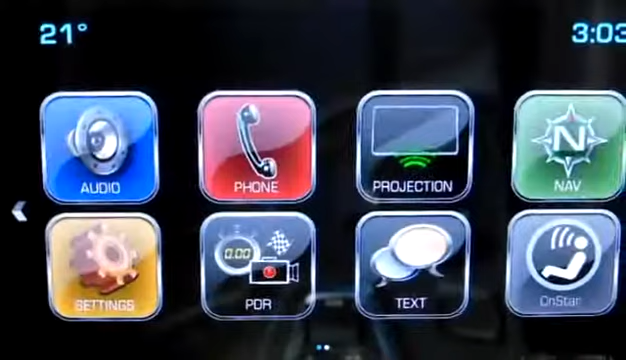 21°
3:03
AUDIO
PHONE
PROJECTION
NAV
SETTINGS
0.00
PDR
TEXT
OnStar